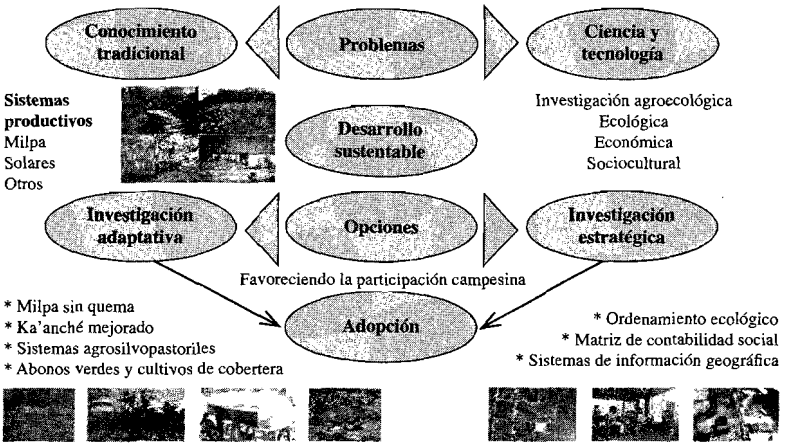 Conocimiento
tradicional
Problemas
Ciencia y
tecnología
Sistemas
productivos
Milpa
Solares
Otros
Desarrollo
sustentable
Investigación agroecológica
Ecológica
Económica
Sociocultural
Investigación
adaptativa
Opciones
Investigación
estratégica
Favoreciendo la participación campesina
* Milpa sin quema
* Ka'anché mejorado
* Sistemas agrosilvopastoriles
* Abonos verdes y cultivos de cobertera
Adopción
* Ordenamiento ecológico
* Matriz de contabilidad social
* Sistemas de información geográfica